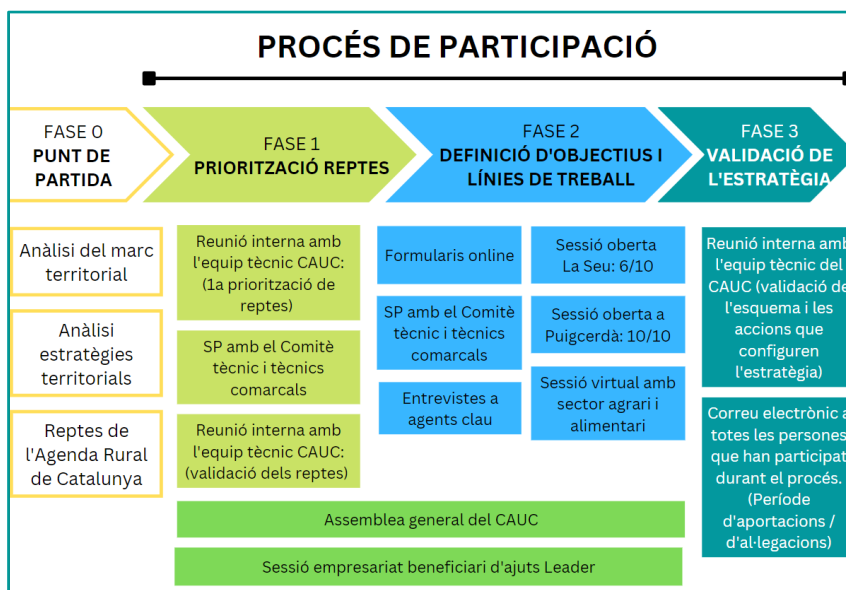 PROCÉS DE PARTICIPACIÓ
FASE 0
PUNT DE
PARTIDA
FASE 1
PRIORITZACIÓ REPTES
FASE 2
DEFINICIÓ D'OBJECTIUS I
LÍNIES DE TREBALL
FASE 3
VALIDACIÓ DE
L'ESTRATÈGIA
Anàlisi del marc
territorial
Anàlisi
estratègies
territorials
Reptes de
l'Agenda Rural
de Catalunya
Reunió interna amb
l'equip tècnic CAUC:
(1a priorització de
reptes)
SP amb el Comitè
tècnic i tècnics
comarcals
Reunió interna amb
l'equip tècnic CAUC:
(validació dels reptes)
Formularis online
SP amb el Comitè
tècnic i tècnics
comarcals
Entrevistes a
agents clau
Sessió oberta
La Seu: 6/10
Sessió oberta a
Puigcerdà: 10/10
Sessió virtual amb
sector agrari i
alimentari
Reunió interna amb
l'equip tècnic del
CAUC (validació de
l'esquema i les
accions que
configuren
l'estratègia)
Correu electrònic a
totes les persones
que han participat
durant el procés.
(Període
d'aportacions /
d'al·legacions)
Assemblea general del CAUC
Sessió empresariat beneficiari d'ajuts Leader